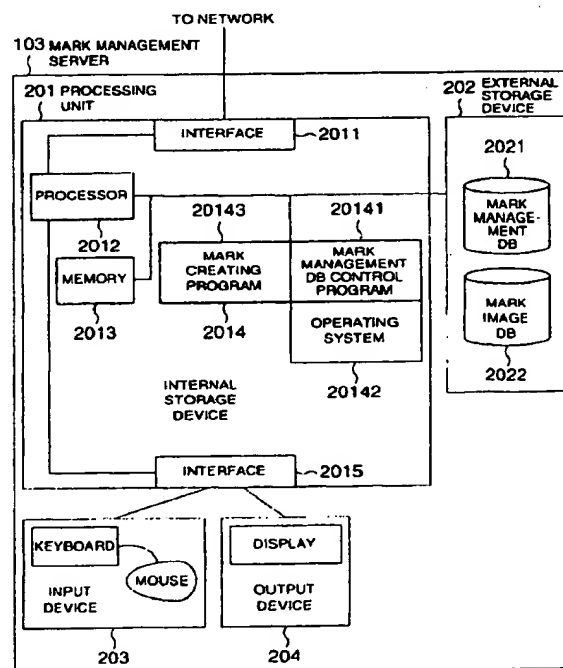 TO NETWORK
103 MARK MANAGEMENT
SERVER
201 PROCESSING
UNIT
202 EXTERNAL
STORAGE
DEVICE
INTERFACE
2011
2021
PROCESSOR
2012
20143
20141
MARK
MANAGE-
MENT
DB
MEMORY
2013
MARK
CREATING
PROGRAM
2014
MARK
MANAGEMENT
DB CONTROL
PROGRAM
OPERATING
SYSTEM
20142
MARK
IMAGE
DB
2022
INTERNAL
STORAGE
DEVICE
INTERFACE
2015
KEYBOARD
MOUSE
INPUT
DEVICE
203
DISPLAY
OUTPUT
DEVICE
204